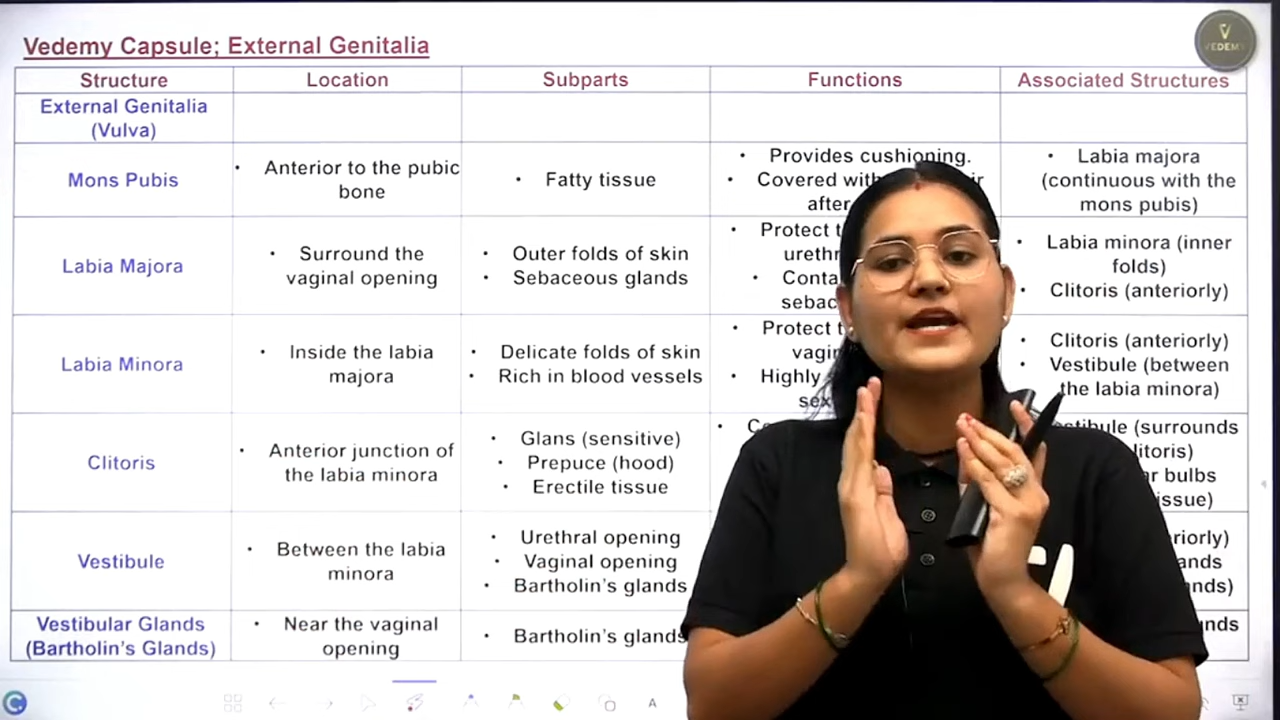 Vedemy Capsule; External Genitalia
V
VEDEMY
Structure
Location
Subparts
Functions
Associated Structures
External Genitalia
(Vulva)
Mons Pubis
• Anterior to the pubic
bone
• Fatty tissue
• Provides cushioning.
• Covered with
after
• Labia majora
(continuous with the
mons pubis)
Labia Majora
• Surround the
vaginal opening
• Outer folds of skin
• Sebaceous glands
• Protect
• Labia minora (inner
folds)
• Clitoris (anteriorly)
Labia Minora
• Inside the labia
majora
• Delicate folds of skin
• Rich in blood vessels
• Protect
• Highly
• Clitoris (anteriorly)
• Vestibule (between
the labia minora)
Clitoris
• Anterior junction of
the labia minora
• Glans (sensitive)
• Prepuce (hood)
• Erectile tissue
(surrounds
bulbs
Vestibule
• Between the labia
minora
• Urethral opening
• Vaginal opening
• Bartholin's glands
Vestibular Glands
(Bartholin's Glands)
• Near the vaginal
opening
• Bartholin's glands
A